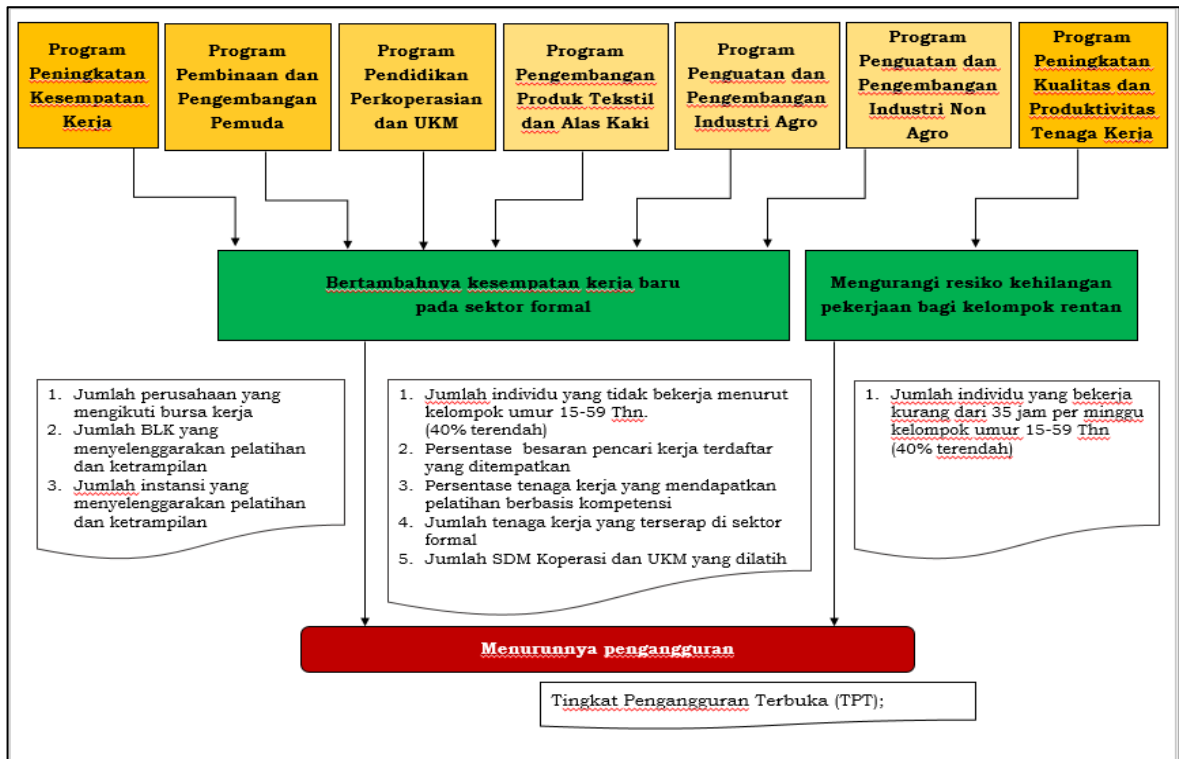 Program
Peningkatan
Kesempatan
Kerja
Program
Pembinaan dan
Pengembangan
Pemuda
Program
Pendidikan
Perkoperasian
dan UKM
Program
Pengembangan
Produk Tekstil
dan Alas Kaki
Program
Penguatan dan
Pengembangan
Industri Agro
Program
Penguatan dan
Pengembangan
Industri Non
Agro
Program
Peningkatan
Kualitas dan
Produktivitas
Tenaga Kerja
Bertambahnya kesempatan kerja baru
pada sektor formal
Mengurangi resiko kehilangan
pekerjaan bagi kelompok rentan
1. Jumlah perusahaan yang
mengikuti bursa kerja
2. Jumlah BLK yang
menyelenggarakan pelatihan
dan ketrampilan
3. Jumlah instansi yang
menyelenggarakan pelatihan
dan ketrampilan
1. Jumlah individu yang tidak bekerja menurut
kelompok umur 15-59 Thn.
(40% terendah)
2. Persentase besaran pencari kerja terdaftar
yang ditempatkan
3. Persentase tenaga kerja yang mendapatkan
pelatihan berbasis kompetensi
4. Jumlah tenaga kerja yang terserap di sektor
formal
5. Jumlah SDM Koperasi dan UKM yang dilatih
1. Jumlah individu yang bekerja
kurang dari 35 jam per minggu
kelompok umur 15-59 Thn
(40% terendah)
Menurunnya pengangguran
Tingkat Pengangguran Terbuka (TPT);